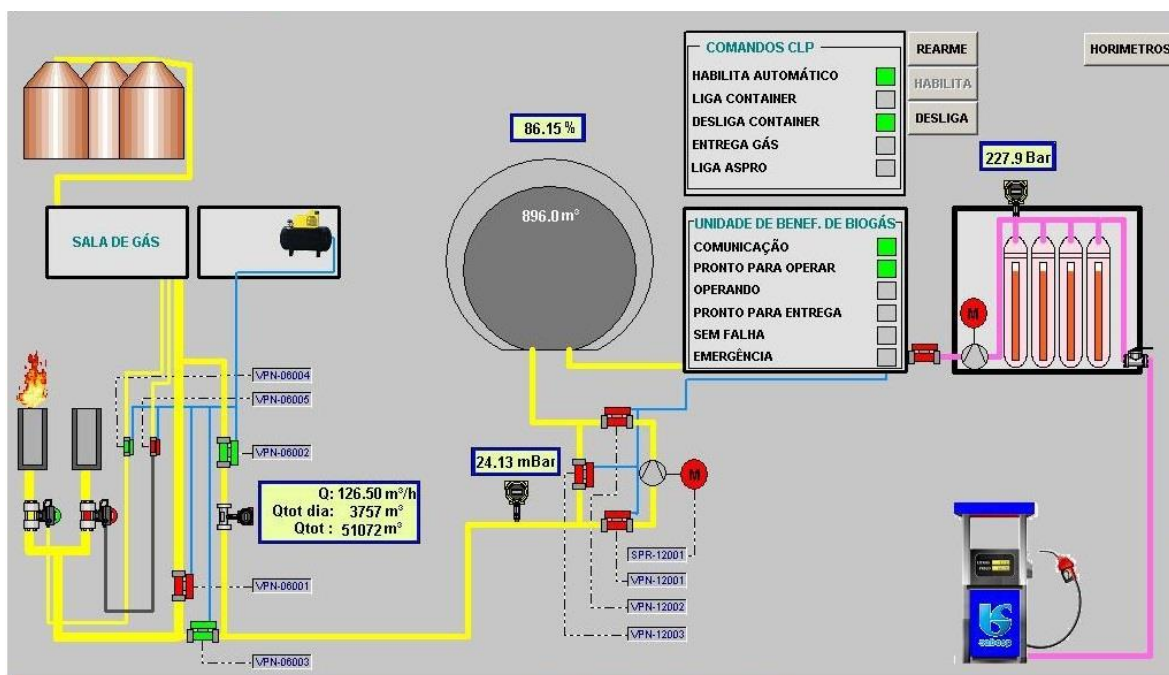 COMANDOS CLP
HABILITA AUTOMÁTICO
LIGA CONTAINER
DESLIGA CONTAINER
ENTREGA GÁS
LIGA ASPRO
REARME
HABILITA
DESLIGA
HORIMETROS
86.15 %
896.0 m³
227.9 Bar
SALA DE GÁS
UNIDADE DE BENEF. DE BIOGÁS
COMUNICAÇÃO
PRONTO PARA OPERAR
OPERANDO
PRONTO PARA ENTREGA
SEM FALHA
EMERGÊNCIA
M
VPN-06004
VPN-06005
VPN-06002
24.13 mBar
M
Q: 126.50 m³/h
Qtot dia: 3757 m³
Qtot : 51072 m³
SPR-12001
VPN-06001
VPN-12001
VPN-12002
VPN-12003
VPN-06003
sabesp